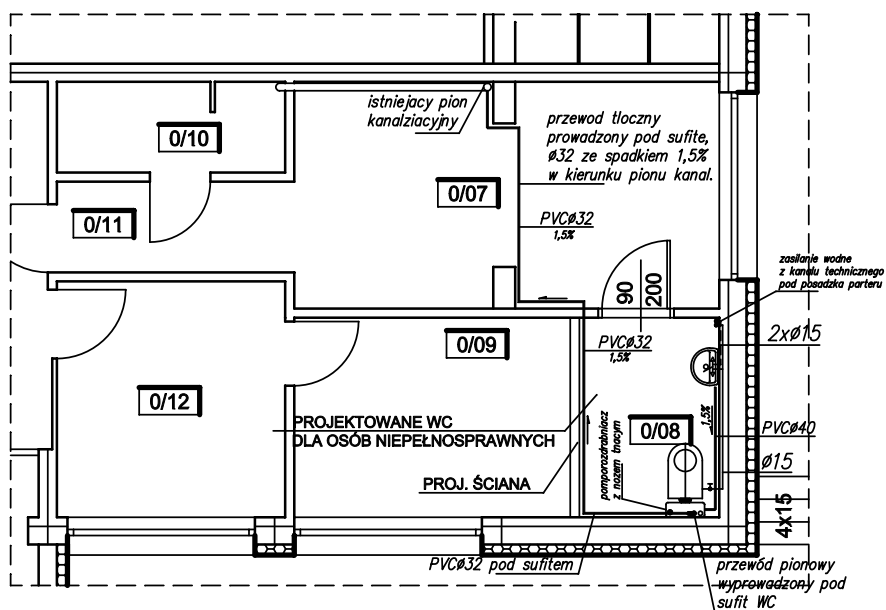 istniejacy pion
kanalziacyjny
przewod tłoczny
prowadzony pod sufite,
ø32 ze spadkiem 1,5%
w kierunku pionu kanal.
0/10
0/07
0/11
PVCø32
1,5%
zasilanie wodne
z kanału technicznego
pod posadzka parteru
90
200
2xø15
PVCø32
1,5%
0/09
0/12
PROJEKTOWANE WC
DLA OSÓB NIEPEŁNOSPRAWNYCH
0/08
1,5%
PVCø40
ø15
PROJ. ŚCIANA
pomporozdrabniacz
z nozem tnacym
4x15
PVCø32 pod sufitem
przewód pionowy
wyprowadzony pod
sufit WC